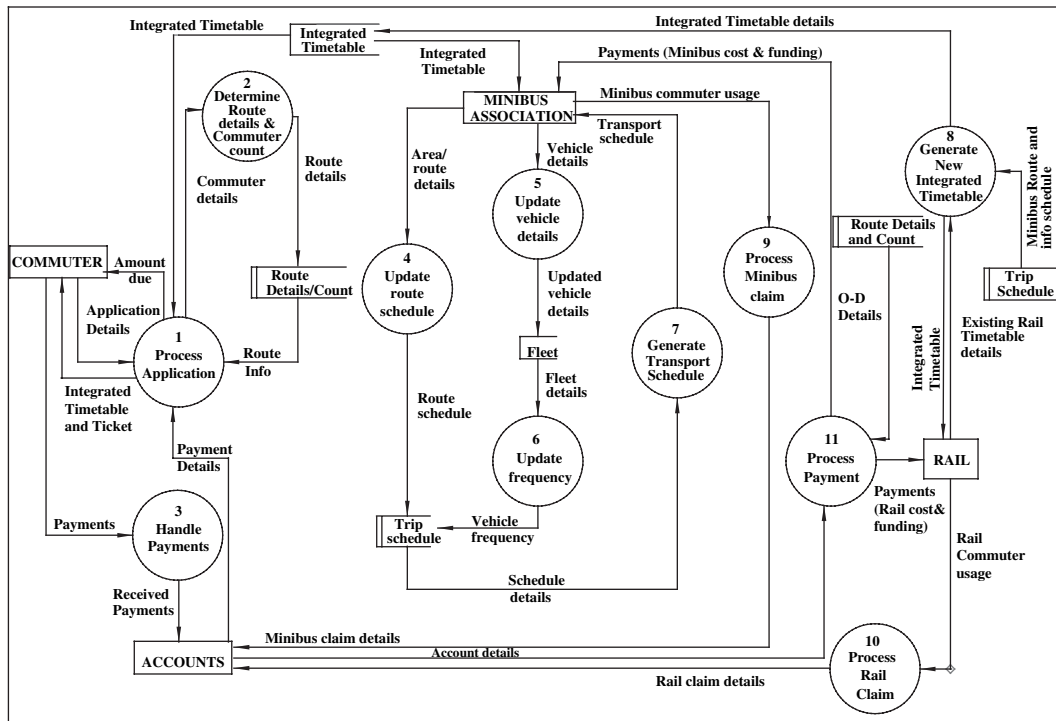 Integrated Timetable
Integrated
Timetable
Integrated Timetable details
Integrated
Timetable
Payments (Minibus cost & funding)
2
Determine
Route
details &
Commuter
count
MINIBUS
ASSOCIATION
Minibus commuter usage
Transport
schedule
8
Generate
New
Integrated
Timetable
Minibus Route and
info schedule
Commuter
details
Route
details
Area/
route
details
Vehicle
details
5
Update
vehicle
details
Route Details
and Count
9
Process
Minibus
claim
COMMUTER
Amount
due
Route
Details/Count
4
Update
route
schedule
Updated
vehicle
details
Trip
Schedule
O-D
Details
Application
Details
1
Process
Application
Route
Info
7
Generate
Transport
Schedule
Fleet
Integrated
Timetable
Existing Rail
Timetable
details
Integrated
Timetable
and Ticket
Fleet
details
Route
schedule
Payment
Details
6
Update
frequency
11
Process
Payment
RAIL
Payments
(Rail cost&
funding)
3
Handle
Payments
Payments
Trip
schedule
Vehicle
frequency
Rail
Commuter
usage
Received
Payments
Schedule
details
Minibus claim details
Account details
ACCOUNTS
Rail claim details
10
Process
Rail
Claim